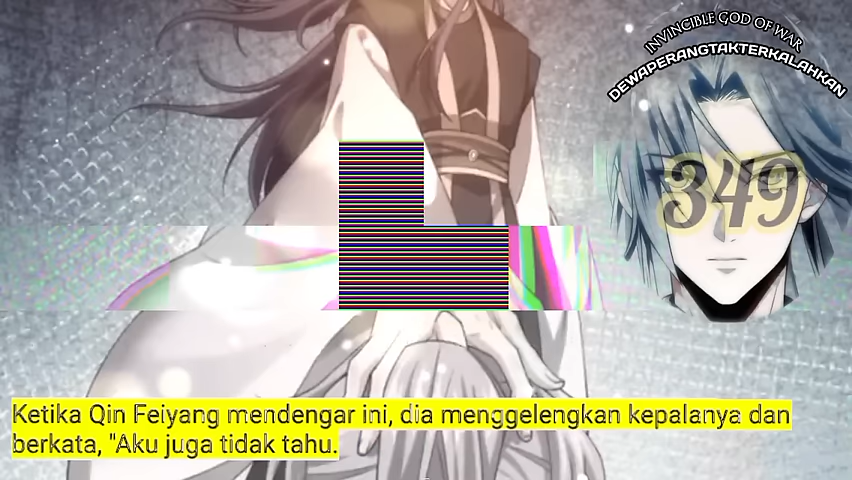 INVINCIBLE GOD OF WAR
DEWAPERANGTAKTERKALAHKAN
349
Ketika Qin Feiyang mendengar ini, dia menggelengkan kepalanya dan
berkata, "Aku juga tidak tahu.